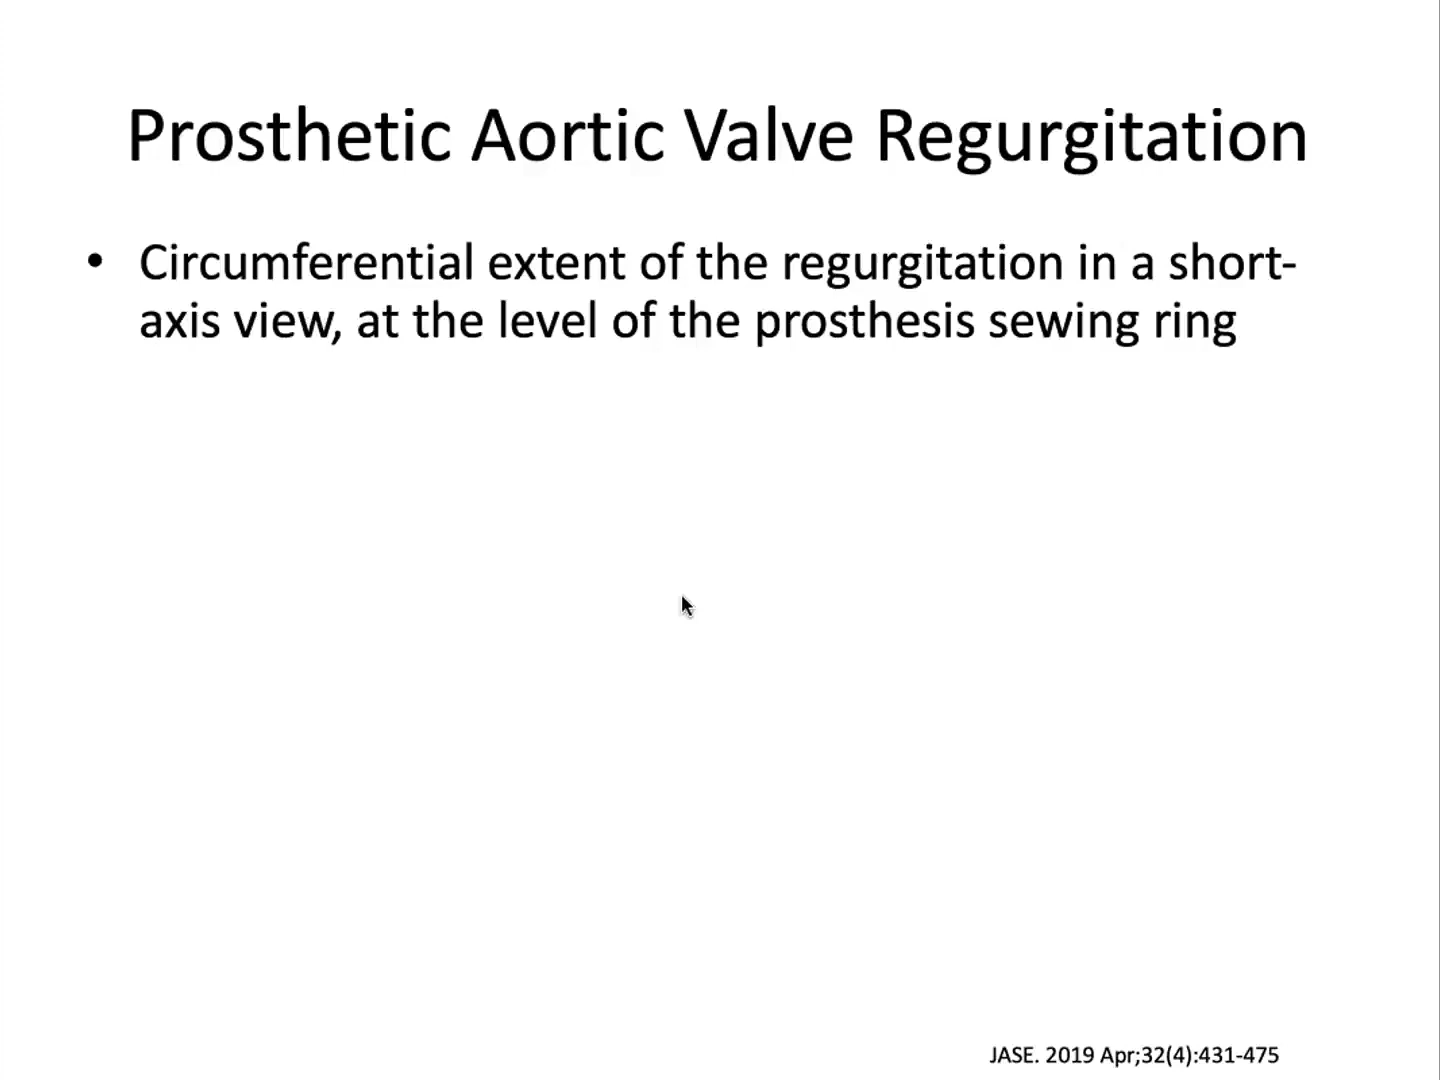 Prosthetic Aortic Valve Regurgitation
• Circumferential extent of the regurgitation in a short-
axis view, at the level of the prosthesis sewing ring
JASE. 2019 Apr;32(4):431-475